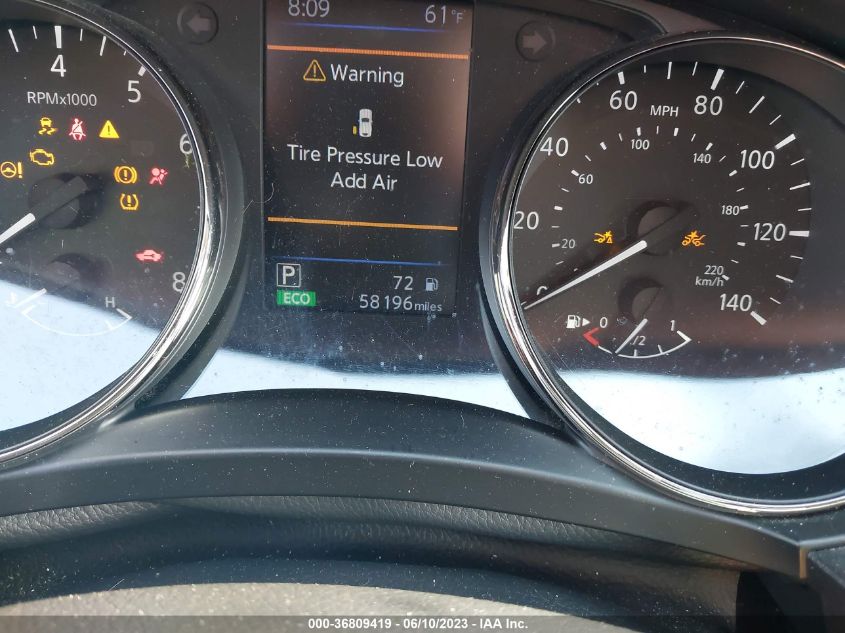 8:09 61°F
Warning
Tire Pressure Low
Add Air
P 72
ECO 58196 miles
4 5 6 8
RPMx1000
H
20 40 60 80 100 120 140
MPH
20 60 100 140 180 220
km/h
0 1/2 1
000-36809419 - 06/10/2023 - IAA Inc.